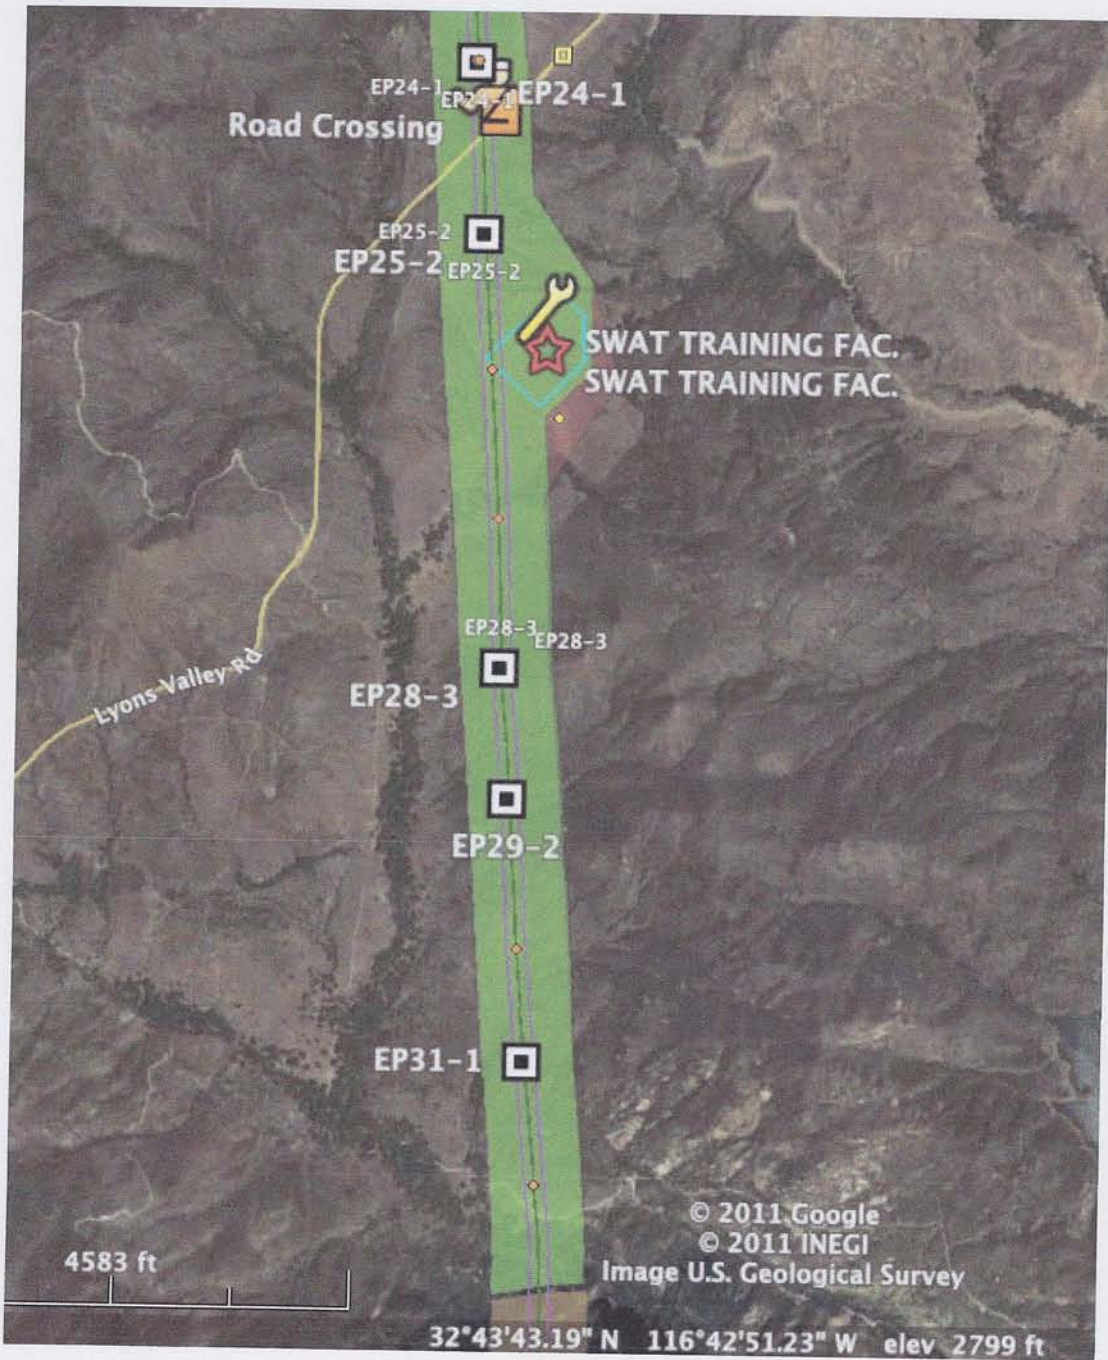 EP24-1
EP24-1
EP24-1
Road Crossing
EP25-2
EP25-2
EP25-2
SWAT TRAINING FAC.
SWAT TRAINING FAC.
EP28-3
EP28-3
EP28-3
Lyons Valley Rd
EP29-2
EP31-1
© 2011 Google
© 2011 INEGI
Image U.S. Geological Survey
4583 ft
32°43'43.19" N 116°42'51.23" W elev 2799 ft